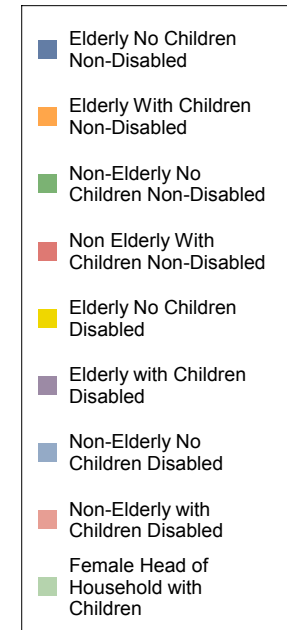 Elderly No Children
Non-Disabled
Elderly With Children
Non-Disabled
Non-Elderly No
Children Non-Disabled
Non Elderly With
Children Non-Disabled
Elderly No Children
Disabled
Elderly with Children
Disabled
Non-Elderly No
Children Disabled
Non-Elderly with
Children Disabled
Female Head of
Household with
Children